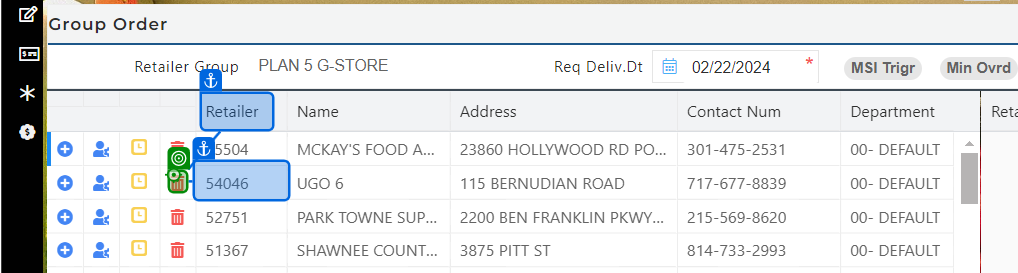 Group Order
Retailer Group PLAN 5 G-STORE Req Deliv.Dt 02/22/2024 * MSI Trigr Min Ovrd
Retailer Name Address Contact Num Department Reta
5504 MCKAY'S FOOD A... 23860 HOLLYWOOD RD PO... 301-475-2531 00- DEFAULT
54046 UGO 6 115 BERNUDIAN ROAD 717-677-8839 00- DEFAULT
52751 PARK TOWNE SUP... 2200 BEN FRANKLIN PKWY... 215-569-8620 00- DEFAULT
51367 SHAWNEE COUNT... 3875 PITT ST 814-733-2993 00- DEFAULT